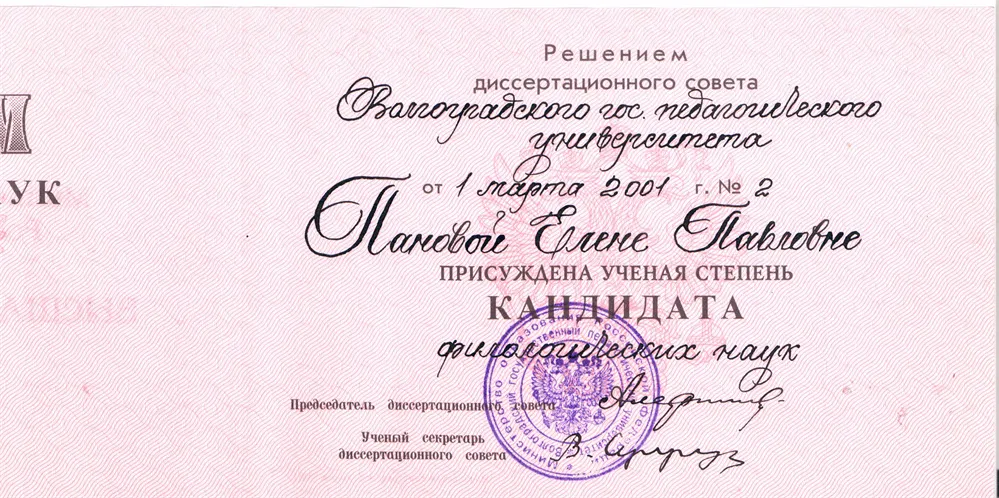 Решением
диссертационного совета
Волгоградского гос. педагогического
университета
от 1 марта 2001 г. № 2
Пановой Елене Павловне
ПРИСУЖДЕНА УЧЕНАЯ СТЕПЕНЬ
КАНДИДАТА
филологических наук
Председатель диссертационного совета
Ученый секретарь
диссертационного совета
УК